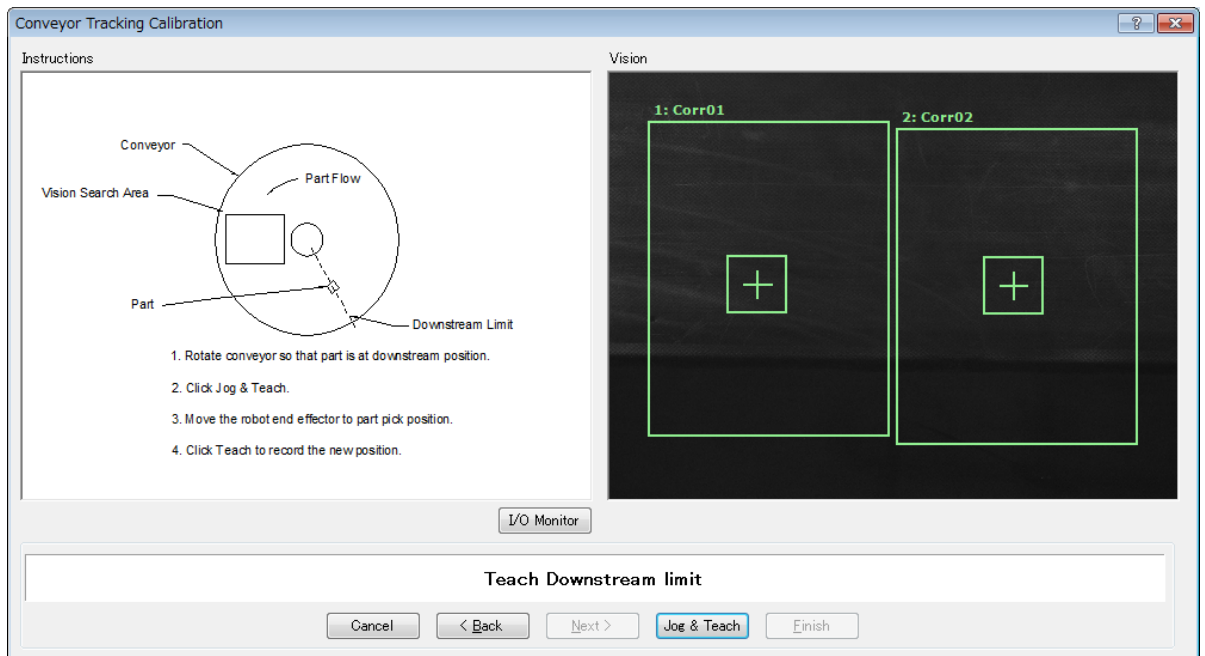 Conveyor Tracking Calibration
?
Instructions
Vision
Conveyor
Part Flow
Vision Search Area
Part
Downstream Limit
1. Rotate conveyor so that part is at downstream position.
2. Click Jog & Teach.
3. Move the robot end effector to part pick position.
4. Click Teach to record the new position.
1: Corr01
2: Corr02
I/O Monitor
Teach Downstream limit
Cancel
< Back
Next >
Jog & Teach
Finish